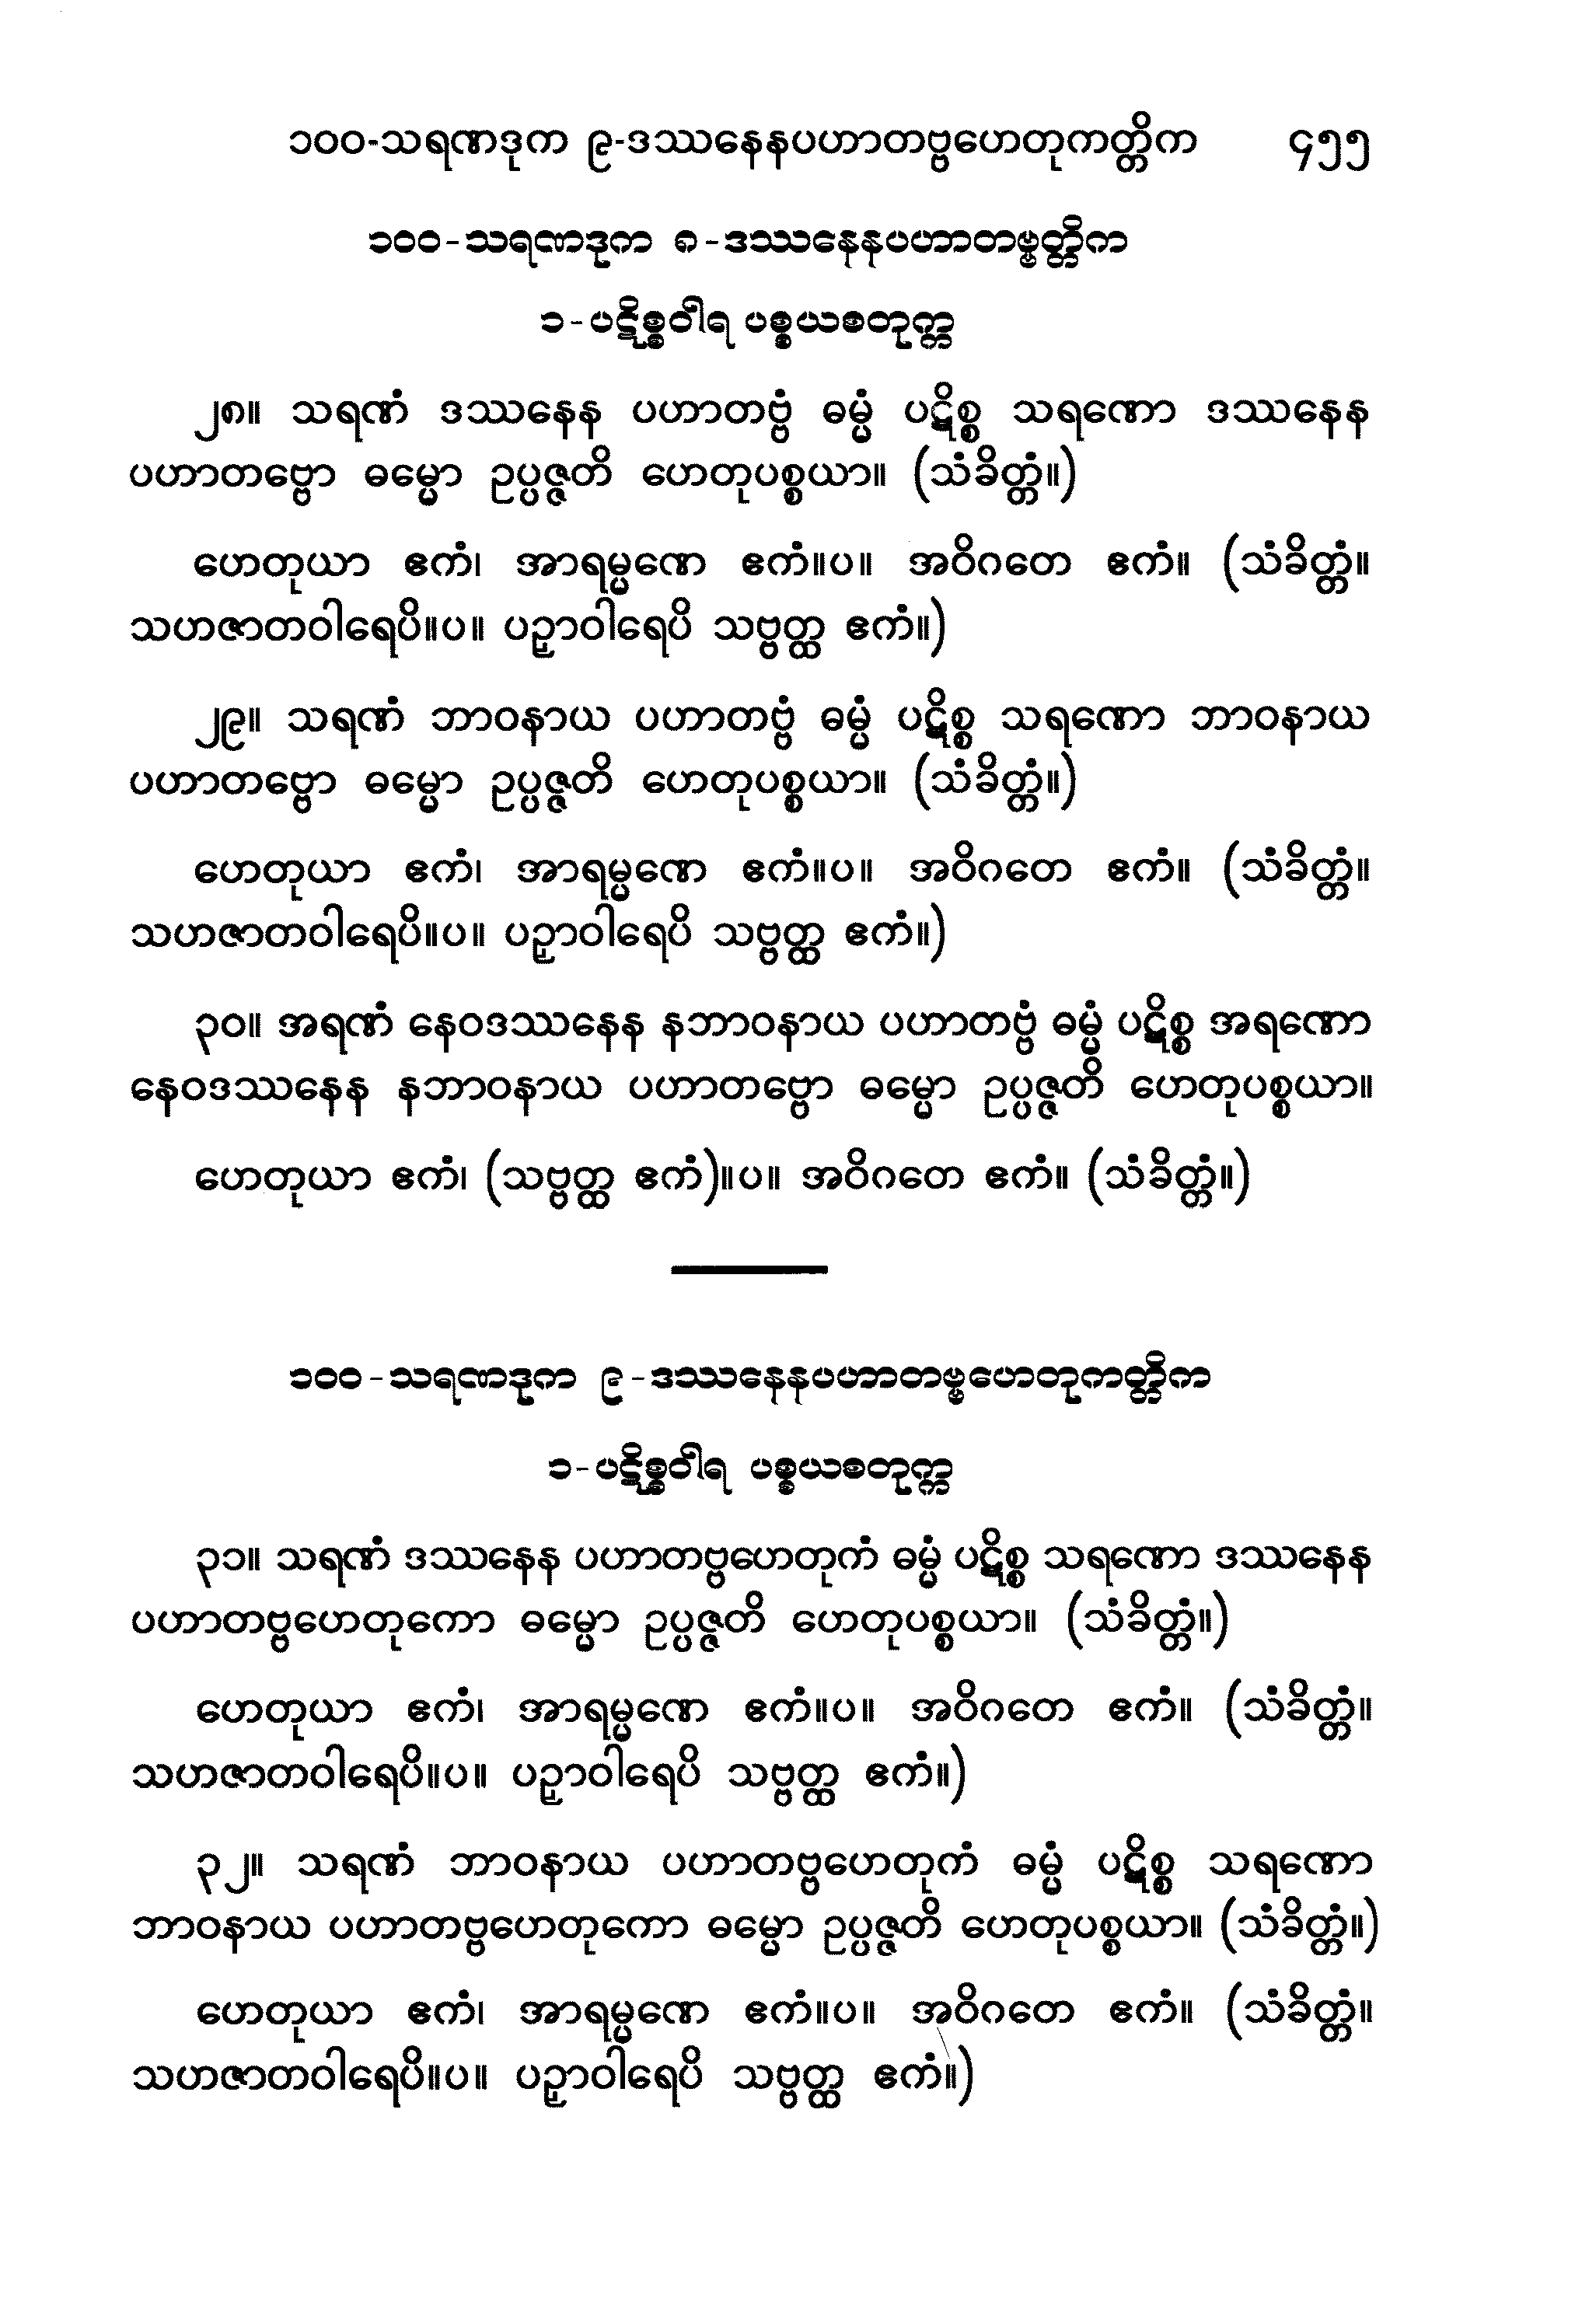 ၁၀၀-သရဏဒုက ၉-ဒဿနေနပဟာတဗ္ဗဟေတုကတ္တိက ၄၅၅
၁၀၀-သရဏဒုက ၈-ဒဿနေနပဟာတဗ္ဗတ္တိက
၁-ပဋိစ္စဝါရ ပစ္စယစတုက္က
၂၈။ သရဏံ ဒဿနေန ပဟာတဗ္ဗံ ဓမ္မံ ပဋိစ္စ သရဏော ဒဿနေန
ပဟာတဗ္ဗော ဓမ္မော ဥပ္ပဇ္ဇတိ ဟေတုပစ္စယာ။ (သံခိတ္တံ။)
ဟေတုယာ ဧကံ၊ အာရမ္မဏေ ဧကံ။ပ။ အဝိဂတေ ဧကံ။ (သံခိတ္တံ။
သဟဇာတဝါရေပိ။ပ။ ပဉှာဝါရေပိ သဗ္ဗတ္ထ ဧကံ။)
၂၉။ သရဏံ ဘာဝနာယ ပဟာတဗ္ဗံ ဓမ္မံ ပဋိစ္စ သရဏော ဘာဝနာယ
ပဟာတဗ္ဗော ဓမ္မော ဥပ္ပဇ္ဇတိ ဟေတုပစ္စယာ။ (သံခိတ္တံ။)
ဟေတုယာ ဧကံ၊ အာရမ္မဏေ ဧကံ။ပ။ အဝိဂတေ ဧကံ။ (သံခိတ္တံ။
သဟဇာတဝါရေပိ။ပ။ ပဉှာဝါရေပိ သဗ္ဗတ္ထ ဧကံ။)
၃၀။ အရဏံ နေဝဒဿနေန နဘာဝနာယ ပဟာတဗ္ဗံ ဓမ္မံ ပဋိစ္စ အရဏော
နေဝဒဿနေန နဘာဝနာယ ပဟာတဗ္ဗော ဓမ္မော ဥပ္ပဇ္ဇတိ ဟေတုပစ္စယာ။
ဟေတုယာ ဧကံ၊ (သဗ္ဗတ္ထ ဧကံ)။ပ။ အဝိဂတေ ဧကံ။ (သံခိတ္တံ။)
၁၀၀-သရဏဒုက ၉-ဒဿနေနပဟာတဗ္ဗဟေတုကတ္တိက
၁-ပဋိစ္စဝါရ ပစ္စယစတုက္က
၃၁။ သရဏံ ဒဿနေန ပဟာတဗ္ဗဟေတုကံ ဓမ္မံ ပဋိစ္စ သရဏော ဒဿနေန
ပဟာတဗ္ဗဟေတုကော ဓမ္မော ဥပ္ပဇ္ဇတိ ဟေတုပစ္စယာ။ (သံခိတ္တံ။)
ဟေတုယာ ဧကံ၊ အာရမ္မဏေ ဧကံ။ပ။ အဝိဂတေ ဧကံ။ (သံခိတ္တံ။
သဟဇာတဝါရေပိ။ပ။ ပဉှာဝါရေပိ သဗ္ဗတ္ထ ဧကံ။)
၃၂။ သရဏံ ဘာဝနာယ ပဟာတဗ္ဗဟေတုကံ ဓမ္မံ ပဋိစ္စ သရဏော
ဘာဝနာယ ပဟာတဗ္ဗဟေတုကော ဓမ္မော ဥပ္ပဇ္ဇတိ ဟေတုပစ္စယာ။ (သံခိတ္တံ။)
ဟေတုယာ ဧကံ၊ အာရမ္မဏေ ဧကံ။ပ။ အဝိဂတေ ဧကံ။ (သံခိတ္တံ။
သဟဇာတဝါရေပိ။ပ။ ပဉှာဝါရေပိ သဗ္ဗတ္ထ ဧကံ။)